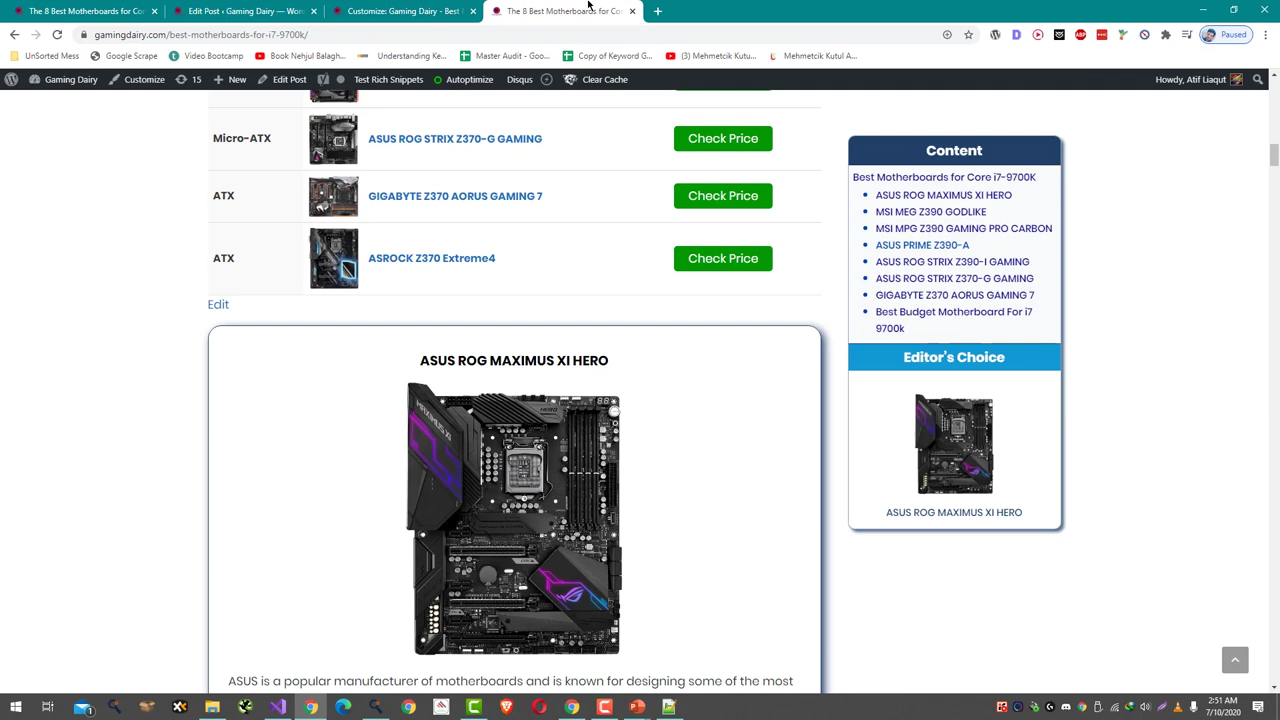 The 8 Best Motherboards for Cor
Edit Post ‹ Gaming Dairy — Wor
Customize: Gaming Dairy - Best
The 8 Best Motherboards for Co
gamingdairy.com/best-motherboards-for-i7-9700k/
Paused
UnSorted Mess
Google Scrape
Video Bootcamp
Book Nehjul Balagh...
Understanding Ke...
Master Audit - Goo...
Copy of Keyword G...
(3) Mehmetcik Kutu...
Mehmetcik Kutul A...
Gaming Dairy
Customize
15
New
Edit Post
Test Rich Snippets
Autoptimize
Disqus
Clear Cache
Howdy, Atif Liaqut
Micro-ATX
ASUS ROG STRIX Z370-G GAMING
Check Price
ATX
GIGABYTE Z370 AORUS GAMING 7
Check Price
ATX
ASROCK Z370 Extreme4
Check Price
Edit
ASUS ROG MAXIMUS XI HERO
MAXIMUS XI
HERO
ASUS is a popular manufacturer of motherboards and is known for designing some of the most
Content
Best Motherboards for Core i7-9700K
ASUS ROG MAXIMUS XI HERO
MSI MEG Z390 GODLIKE
MSI MPG Z390 GAMING PRO CARBON
ASUS PRIME Z390-A
ASUS ROG STRIX Z390-I GAMING
ASUS ROG STRIX Z370-G GAMING
GIGABYTE Z370 AORUS GAMING 7
Best Budget Motherboard For i7
9700k
Editor's Choice
ASUS ROG MAXIMUS XI HERO
2:51 AM
7/10/2020